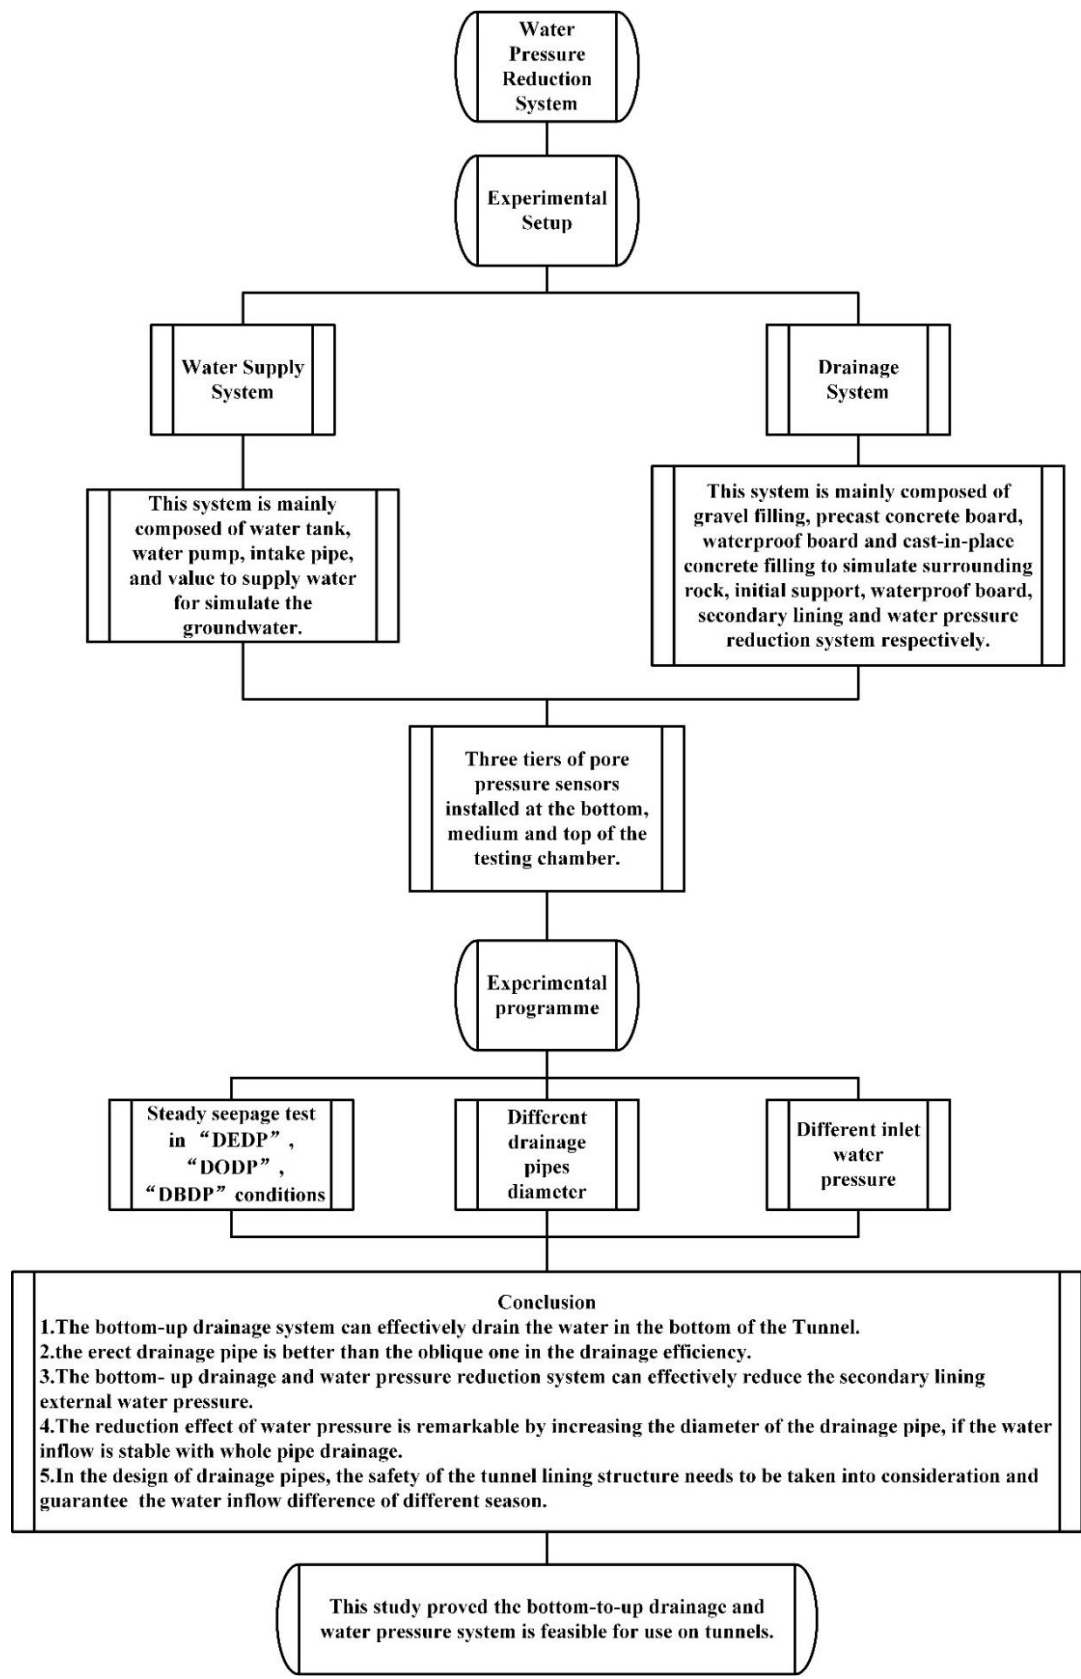 Water
Pressure
Reduction
System
Experimental
Setup
Water Supply
System
Drainage
System
This system is mainly
composed of water tank,
water pump, intake pipe,
and value to supply water
for simulate the
groundwater.
This system is mainly composed of
gravel filling, precast concrete board,
waterproof board and cast-in-place
concrete filling to simulate surrounding
rock, initial support, waterproof board,
secondary lining and water pressure
reduction system respectively.
Three tiers of pore
pressure sensors
installed at the bottom,
medium and top of the
testing chamber.
Experimental
programme
Steady seepage test
in “DEDP”,
“DODP”,
“DBDP” conditions
Different
drainage
pipes
diameter
Different inlet
water
pressure
Conclusion
1.The bottom-up drainage system can effectively drain the water in the bottom of the Tunnel.
2.the erect drainage pipe is better than the oblique one in the drainage efficiency.
3.The bottom- up drainage and water pressure reduction system can effectively reduce the secondary lining
external water pressure.
4.The reduction effect of water pressure is remarkable by increasing the diameter of the drainage pipe, if the water
inflow is stable with whole pipe drainage.
5.In the design of drainage pipes, the safety of the tunnel lining structure needs to be taken into consideration and
guarantee the water inflow difference of different season.
This study proved the bottom-to-up drainage and
water pressure system is feasible for use on tunnels.